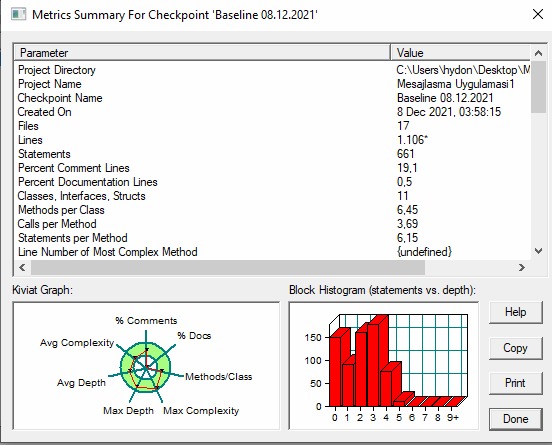 Metrics Summary For Checkpoint 'Baseline 08.12.2021'
Parameter Value
Project Directory C:\Users\hydon\Desktop\M
Project Name Mesajlasma Uygulamasi1
Checkpoint Name Baseline 08.12.2021
Created On 8 Dec 2021, 03:58:15
Files 17
Lines 1.106*
Statements 661
Percent Comment Lines 19,1
Percent Documentation Lines 0,5
Classes, Interfaces, Structs 11
Methods per Class 6,45
Calls per Method 3,69
Statements per Method 6,15
Line Number of Most Complex Method {undefined}
Kiviat Graph:
% Comments
% Docs
Avg Complexity
Methods/Class
Avg Depth
Max Depth
Max Complexity
Block Histogram (statements vs. depth):
150
100
50
0
0 1 2 3 4 5 6 7 8 9+
Help
Copy
Print
Done